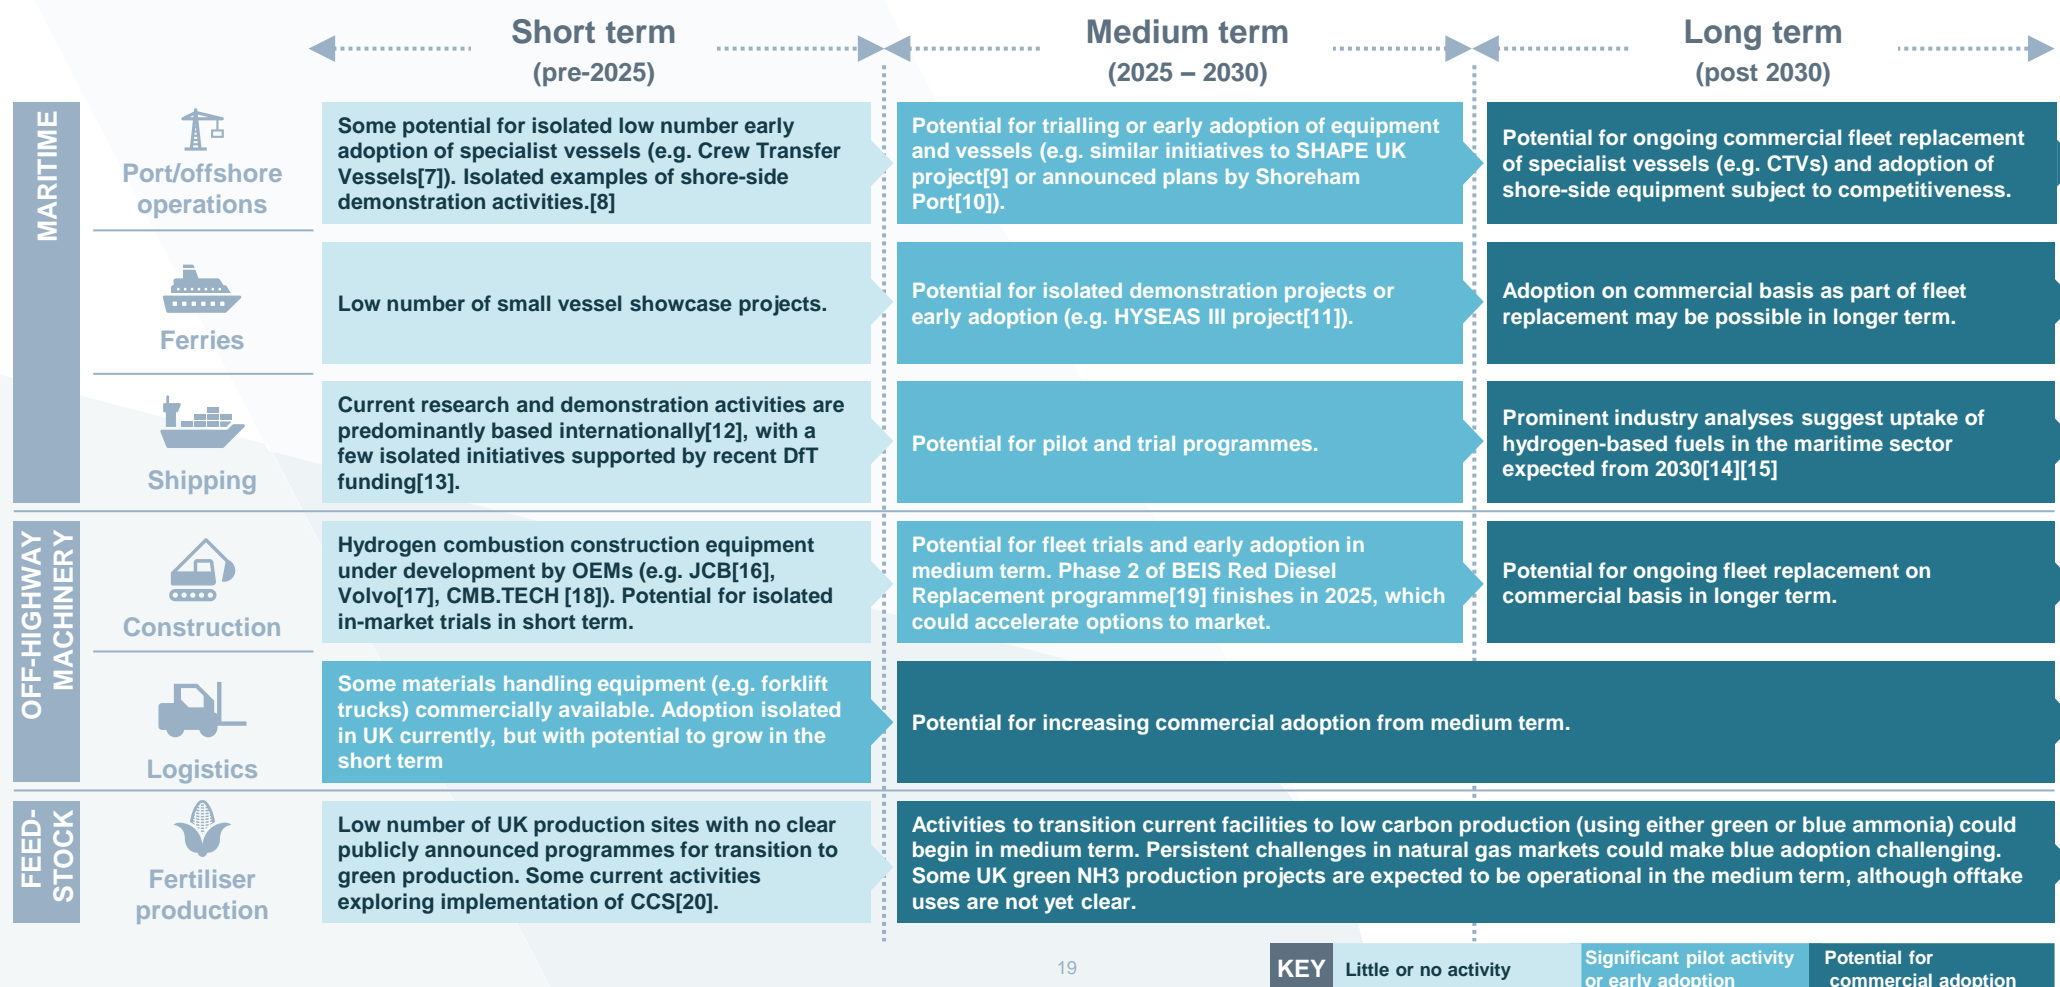 Short term
(pre-2025)
Medium term
(2025 – 2030)
Long term
(post 2030)
MARITIME
Port/offshore
operations
Some potential for isolated low number early
adoption of specialist vessels (e.g. Crew Transfer
Vessels[7]). Isolated examples of shore-side
demonstration activities.[8]
Potential for trialling or early adoption of equipment
and vessels (e.g. similar initiatives to SHAPE UK
project[9] or announced plans by Shoreham
Port[10]).
Potential for ongoing commercial fleet replacement
of specialist vessels (e.g. CTVs) and adoption of
shore-side equipment subject to competitiveness.
Ferries
Low number of small vessel showcase projects.
Potential for isolated demonstration projects or
early adoption (e.g. HYSEAS III project[11]).
Adoption on commercial basis as part of fleet
replacement may be possible in longer term.
Shipping
Current research and demonstration activities are
predominantly based internationally[12], with a
few isolated initiatives supported by recent DfT
funding[13].
Potential for pilot and trial programmes.
Prominent industry analyses suggest uptake of
hydrogen-based fuels in the maritime sector
expected from 2030[14][15]
OFF-HIGHWAY
MACHINERY
Construction
Hydrogen combustion construction equipment
under development by OEMs (e.g. JCB[16],
Volvo[17], CMB.TECH [18]). Potential for isolated
in-market trials in short term.
Potential for fleet trials and early adoption in
medium term. Phase 2 of BEIS Red Diesel
Replacement programme[19] finishes in 2025, which
could accelerate options to market.
Potential for ongoing fleet replacement on
commercial basis in longer term.
Logistics
Some materials handling equipment (e.g. forklift
trucks) commercially available. Adoption isolated
in UK currently, but with potential to grow in the
short term
Potential for increasing commercial adoption from medium term.
FEED-
STOCK
Fertiliser
production
Low number of UK production sites with no clear
publicly announced programmes for transition to
green production. Some current activities
exploring implementation of CCS[20].
Activities to transition current facilities to low carbon production (using either green or blue ammonia) could
begin in medium term. Persistent challenges in natural gas markets could make blue adoption challenging.
Some UK green NH3 production projects are expected to be operational in the medium term, although offtake
uses are not yet clear.
19
KEY
Little or no activity
Significant pilot activity
or early adoption
Potential for
commercial adoption